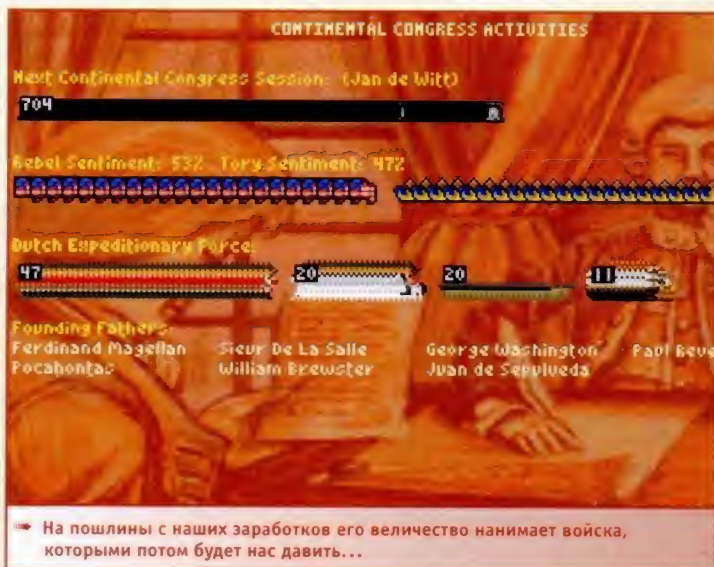 CONTINENTAL CONGRESS ACTIVITIES
Next Continental Congress Session: (Jan de Witt)
704
Rebel Sentiment: 53% Tory Sentiment: 47%
Dutch Expeditionary Force:
47 20 20 11
Founding Fathers:
Ferdinand Magellan Sieur De La Salle George Washington Paul Reve
Pocahontas William Brewster Juan de Sepulveda
На пошлины с наших заработков его величество нанимает войска,
которыми потом будет нас давить...